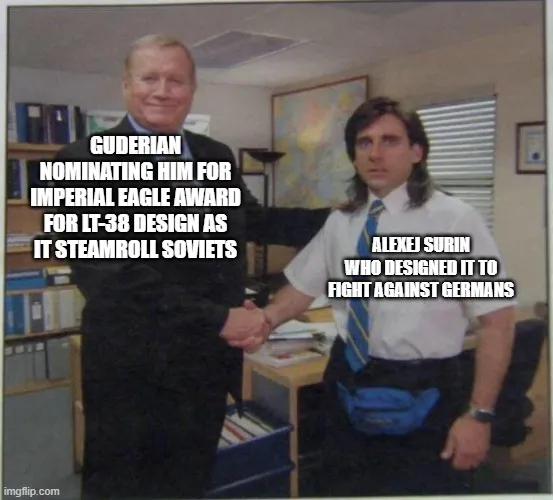 GUDERIAN
NOMINATING HIM FOR
IMPERIAL EAGLE AWARD
FOR LT-38 DESIGN AS
IT STEAMROLL SOVIETS
ALEXEJ SURIN
WHO DESIGNED IT TO
FIGHT AGAINST GERMANS
imgflip.com